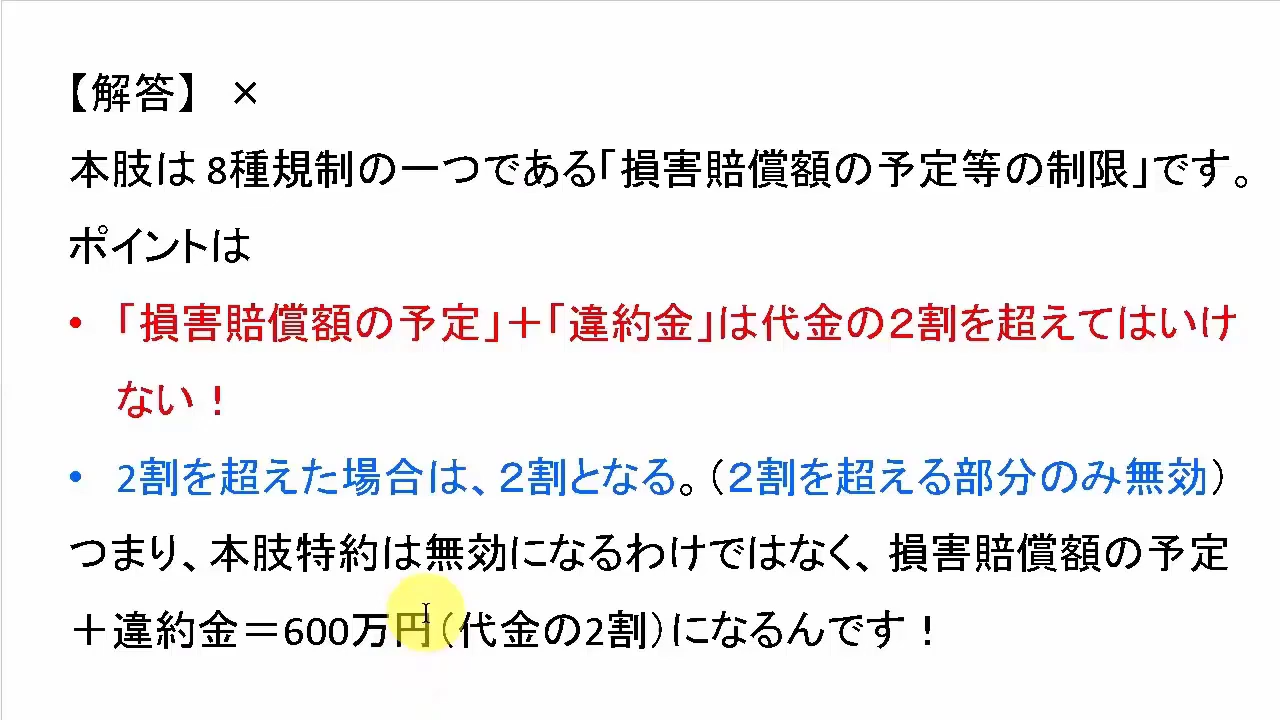 【解答】 ×
本肢は 8種規制の一つである「損害賠償額の予定等の制限」です。
ポイントは
• 「損害賠償額の予定」＋「違約金」は代金の２割を超えてはいけ
ない！
• 2割を超えた場合は、２割となる。（２割を超える部分のみ無効）
つまり、本肢特約は無効になるわけではなく、損害賠償額の予定
＋違約金＝600万円（代金の2割）になるんです！